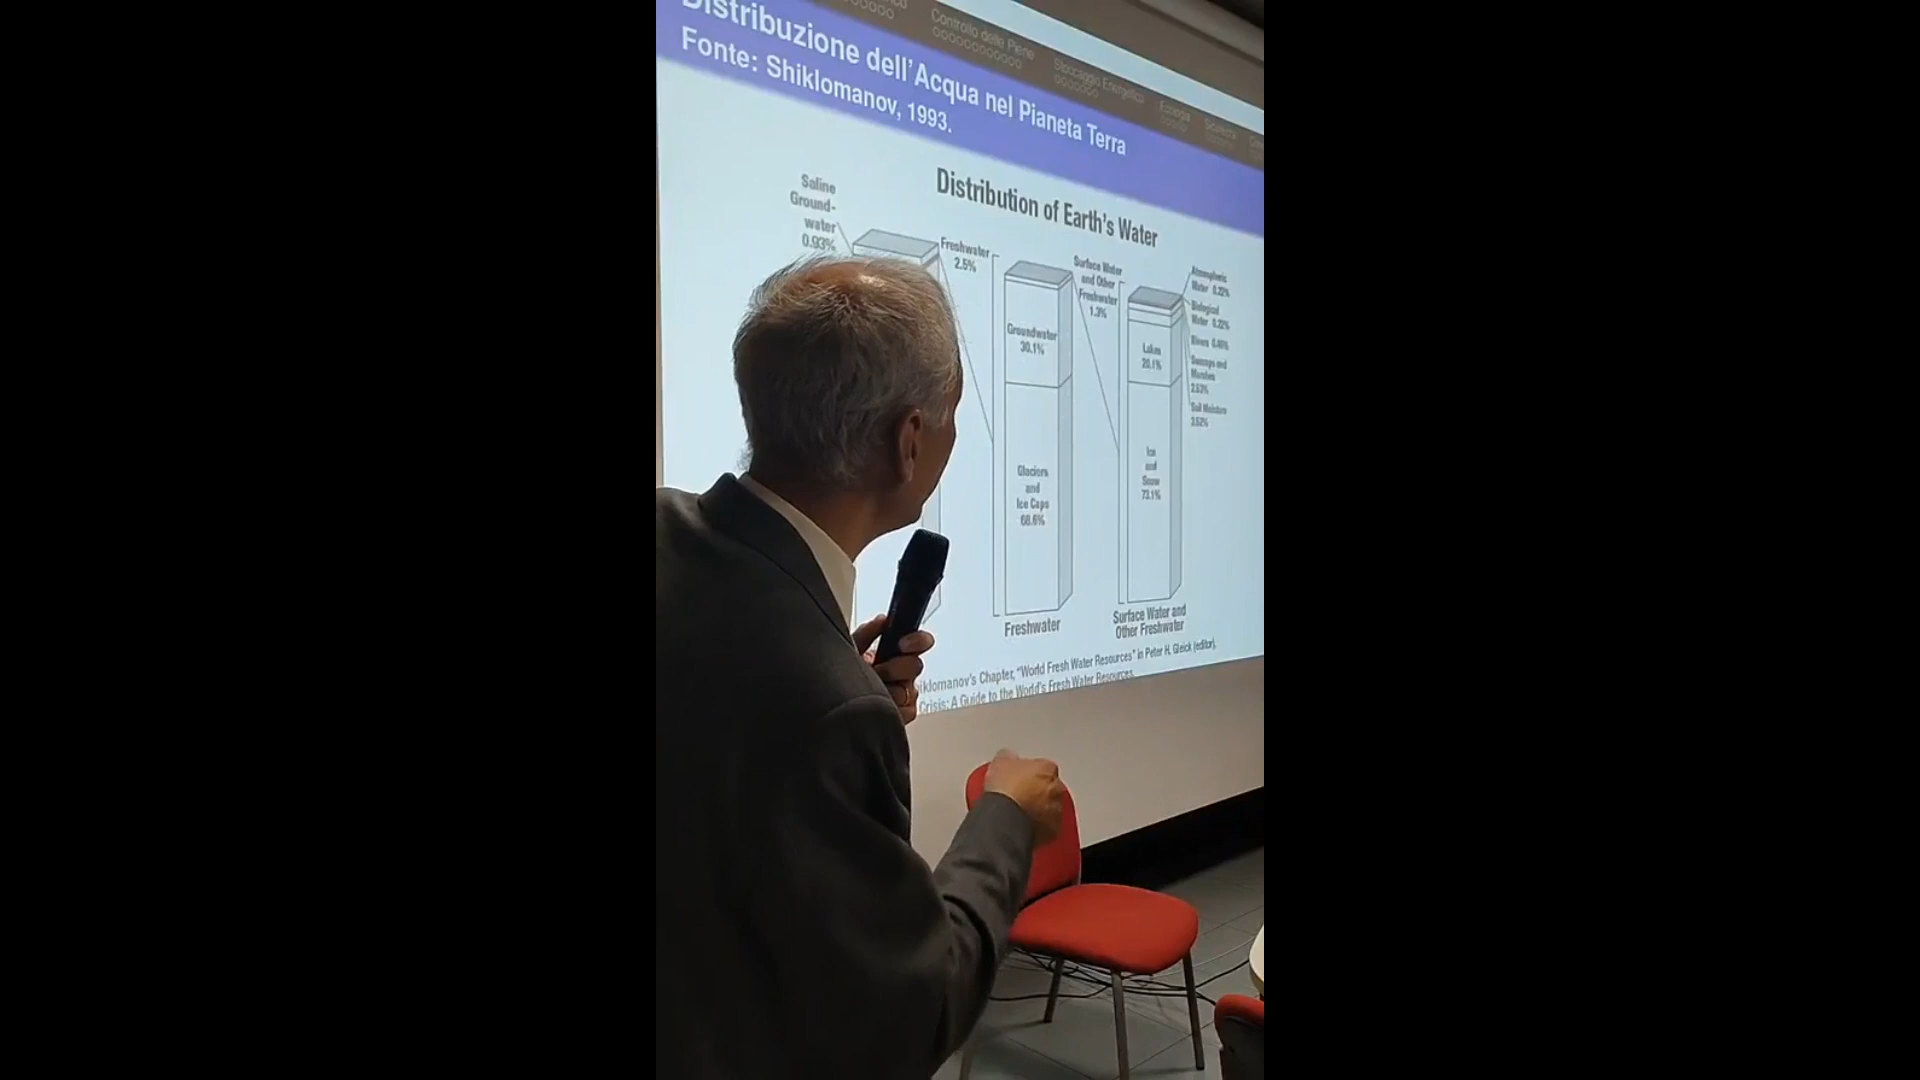 Controllo delle Piene
Stoccaggio Energetico
Ecologia
Sicurezza
Distribuzione dell'Acqua nel Pianeta Terra
Fonte: Shiklomanov, 1993.
Distribution of Earth's Water
Saline
Ground-
water
0.93%
Freshwater
2.5%
Groundwater
30.1%
Glaciers
and
Ice Caps
68.6%
Freshwater
Surface Water
and Other
Freshwater
1.3%
Lakes
20.1%
Ice
and
Snow
73.1%
Surface Water and
Other Freshwater
Atmospheric
Water 0.22%
Biological
Water 0.22%
Rivers 0.46%
Swamps and
Marshes
2.53%
Soil Moisture
3.52%
iklomanov's Chapter, "World Fresh Water Resources" in Peter H. Gleick (editor),
Crisis: A Guide to the World's Fresh Water Resources.